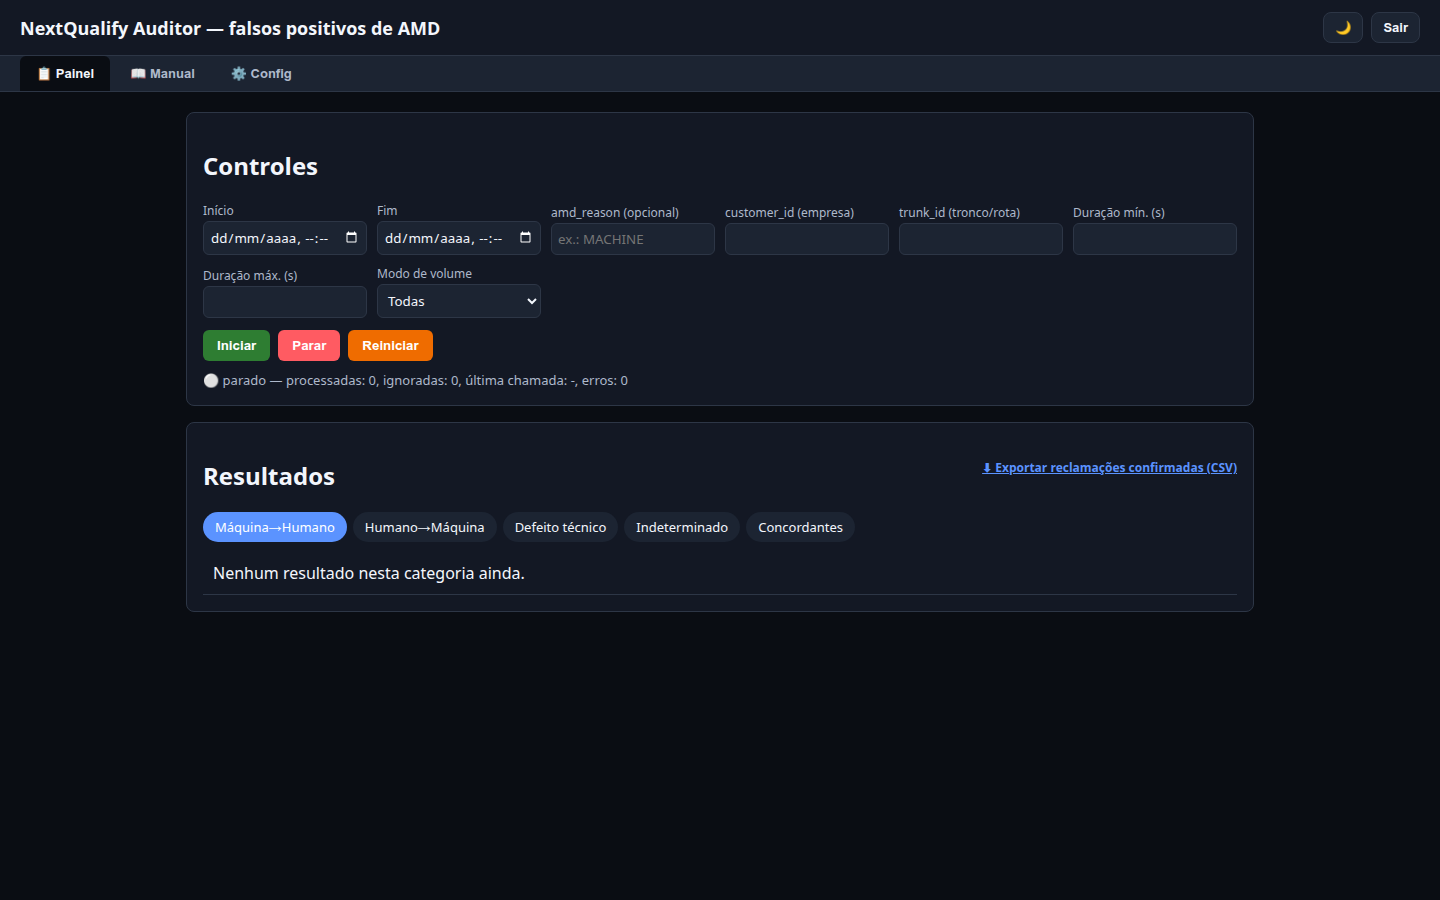 NextQualify Auditor — falsos positivos de AMD
🌙 Sair
📋 Painel 📖 Manual ⚙️ Config
Controles
Início Fim amd_reason (opcional) customer_id (empresa) trunk_id (tronco/rota) Duração mín. (s)
dd/mm/aaaa, --:-- dd/mm/aaaa, --:-- ex.: MACHINE
Duração máx. (s) Modo de volume
Todas
Iniciar Parar Reiniciar
⚪ parado — processadas: 0, ignoradas: 0, última chamada: -, erros: 0
Resultados
⬇ Exportar reclamações confirmadas (CSV)
Máquina→Humano Humano→Máquina Defeito técnico Indeterminado Concordantes
Nenhum resultado nesta categoria ainda.